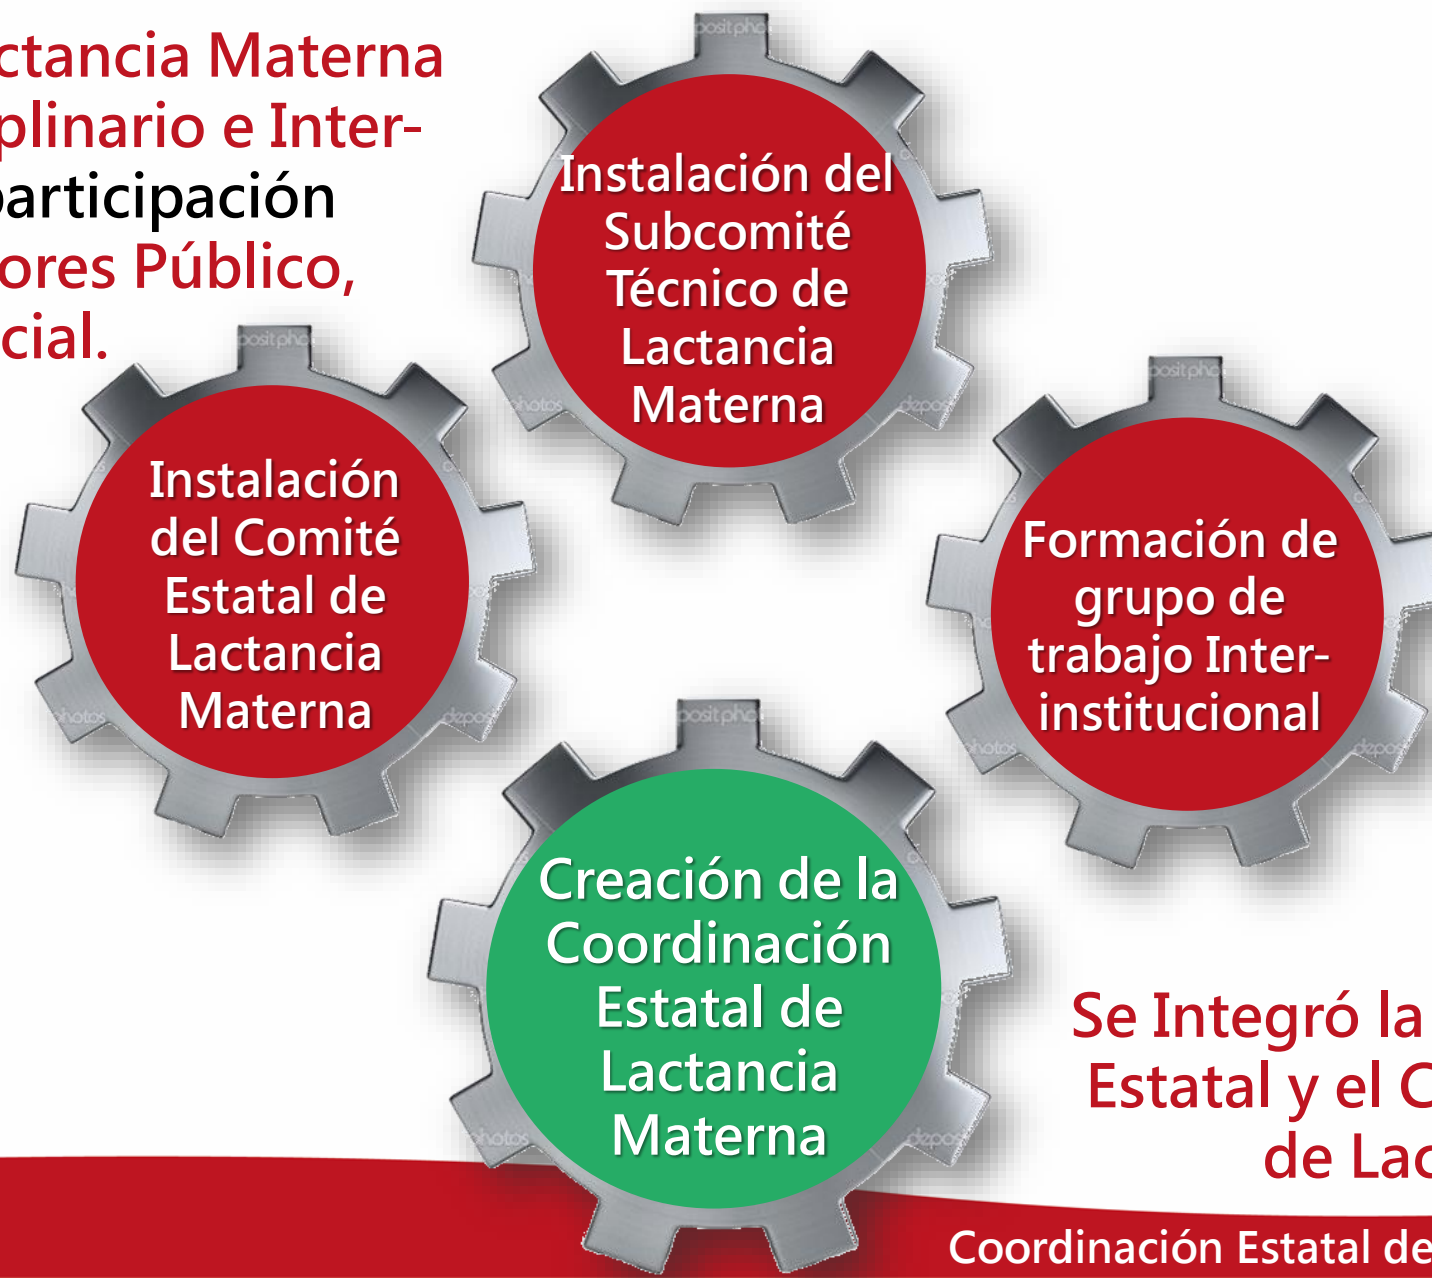 ctancia Materna
plinario e Inter-
participación
ores Público,
cial.
Instalación del
Subcomité
Técnico de
Lactancia
Materna
Instalación
del Comité
Estatal de
Lactancia
Materna
Formación de
grupo de
trabajo Inter-
institucional
Creación de la
Coordinación
Estatal de
Lactancia
Materna
Se Integró la
Estatal y el C
de Lac
Coordinación Estatal de